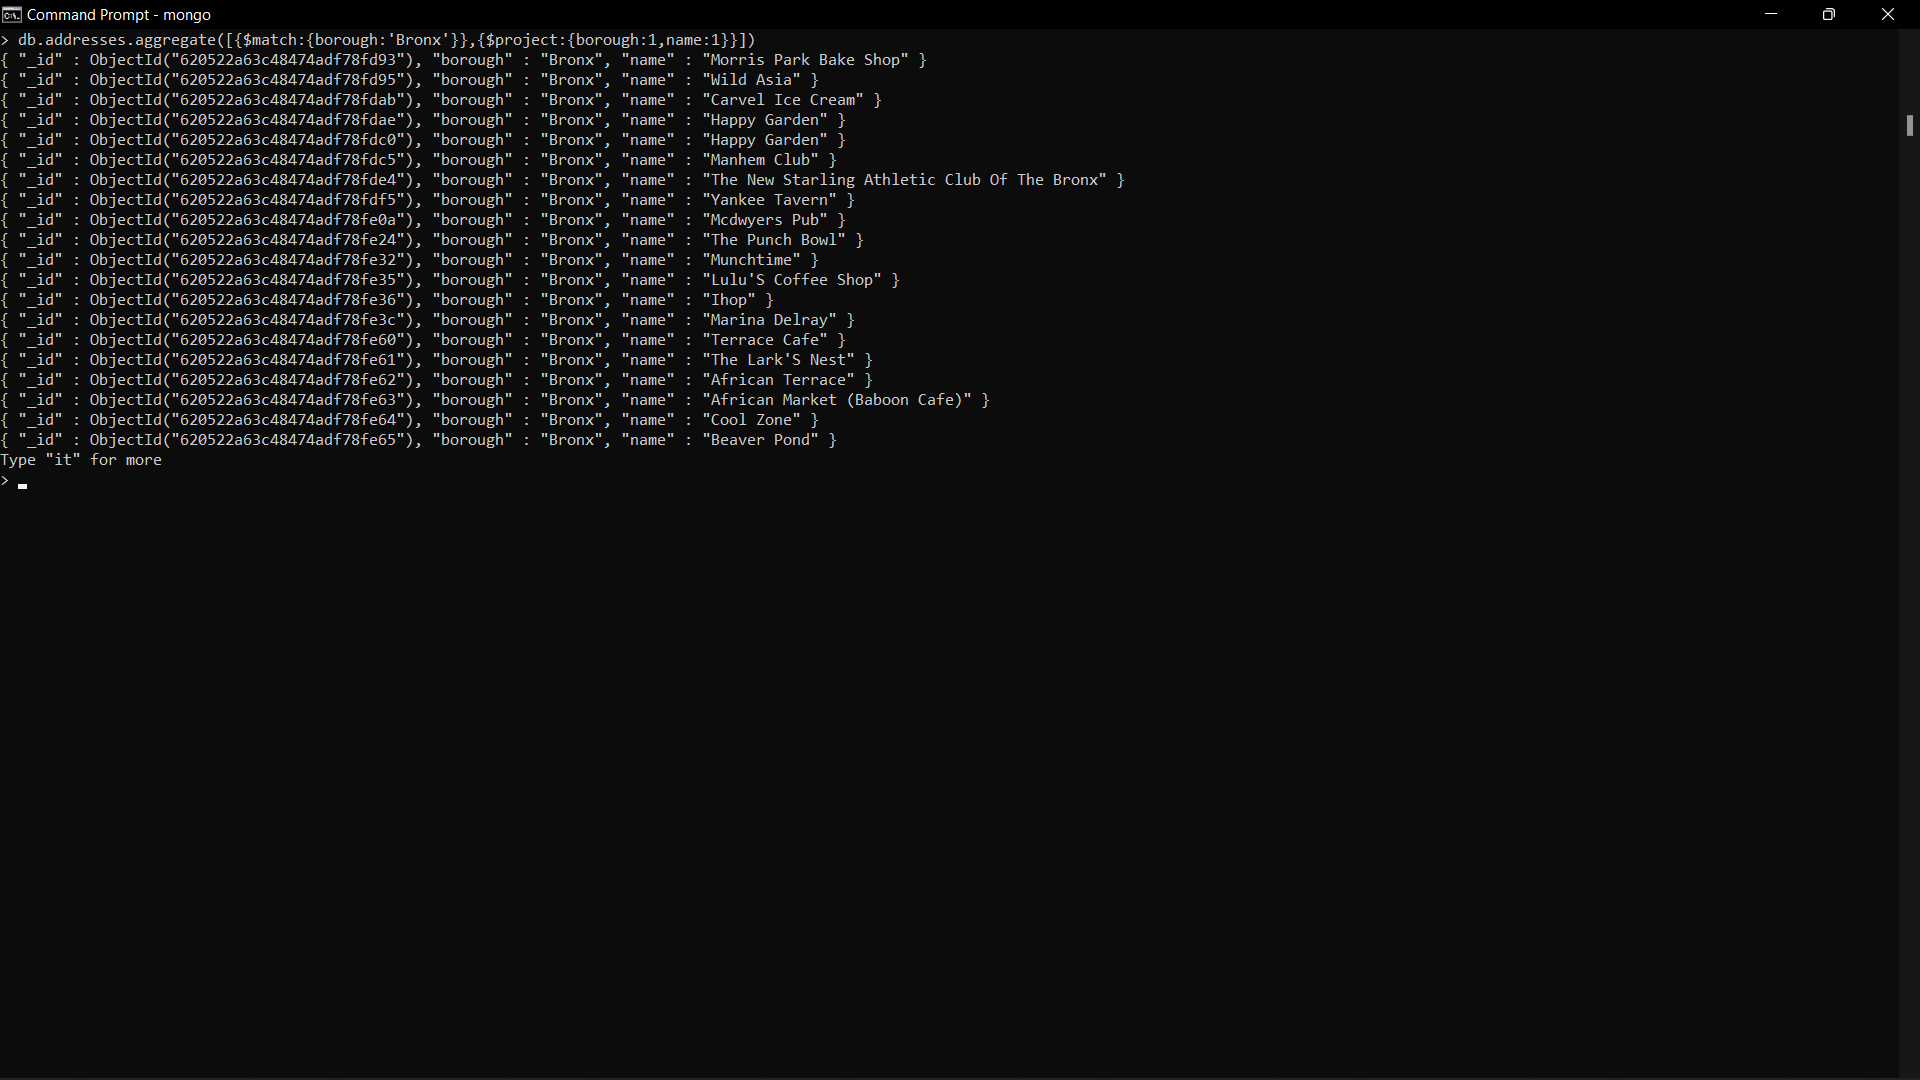 Command Prompt - mongo
> db.addresses.aggregate([{$match:{borough:'Bronx'}},{$project:{borough:1,name:1}}])
{ "_id" : ObjectId("620522a63c48474adf78fd93"), "borough" : "Bronx", "name" : "Morris Park Bake Shop" }
{ "_id" : ObjectId("620522a63c48474adf78fd95"), "borough" : "Bronx", "name" : "Wild Asia" }
{ "_id" : ObjectId("620522a63c48474adf78fdab"), "borough" : "Bronx", "name" : "Carvel Ice Cream" }
{ "_id" : ObjectId("620522a63c48474adf78fdae"), "borough" : "Bronx", "name" : "Happy Garden" }
{ "_id" : ObjectId("620522a63c48474adf78fdc0"), "borough" : "Bronx", "name" : "Happy Garden" }
{ "_id" : ObjectId("620522a63c48474adf78fdc5"), "borough" : "Bronx", "name" : "Manhem Club" }
{ "_id" : ObjectId("620522a63c48474adf78fde4"), "borough" : "Bronx", "name" : "The New Starling Athletic Club Of The Bronx" }
{ "_id" : ObjectId("620522a63c48474adf78fdf5"), "borough" : "Bronx", "name" : "Yankee Tavern" }
{ "_id" : ObjectId("620522a63c48474adf78fe0a"), "borough" : "Bronx", "name" : "Mcdwyers Pub" }
{ "_id" : ObjectId("620522a63c48474adf78fe24"), "borough" : "Bronx", "name" : "The Punch Bowl" }
{ "_id" : ObjectId("620522a63c48474adf78fe32"), "borough" : "Bronx", "name" : "Munchtime" }
{ "_id" : ObjectId("620522a63c48474adf78fe35"), "borough" : "Bronx", "name" : "Lulu'S Coffee Shop" }
{ "_id" : ObjectId("620522a63c48474adf78fe36"), "borough" : "Bronx", "name" : "Ihop" }
{ "_id" : ObjectId("620522a63c48474adf78fe3c"), "borough" : "Bronx", "name" : "Marina Delray" }
{ "_id" : ObjectId("620522a63c48474adf78fe60"), "borough" : "Bronx", "name" : "Terrace Cafe" }
{ "_id" : ObjectId("620522a63c48474adf78fe61"), "borough" : "Bronx", "name" : "The Lark'S Nest" }
{ "_id" : ObjectId("620522a63c48474adf78fe62"), "borough" : "Bronx", "name" : "African Terrace" }
{ "_id" : ObjectId("620522a63c48474adf78fe63"), "borough" : "Bronx", "name" : "African Market (Baboon Cafe)" }
{ "_id" : ObjectId("620522a63c48474adf78fe64"), "borough" : "Bronx", "name" : "Cool Zone" }
{ "_id" : ObjectId("620522a63c48474adf78fe65"), "borough" : "Bronx", "name" : "Beaver Pond" }
Type "it" for more
>